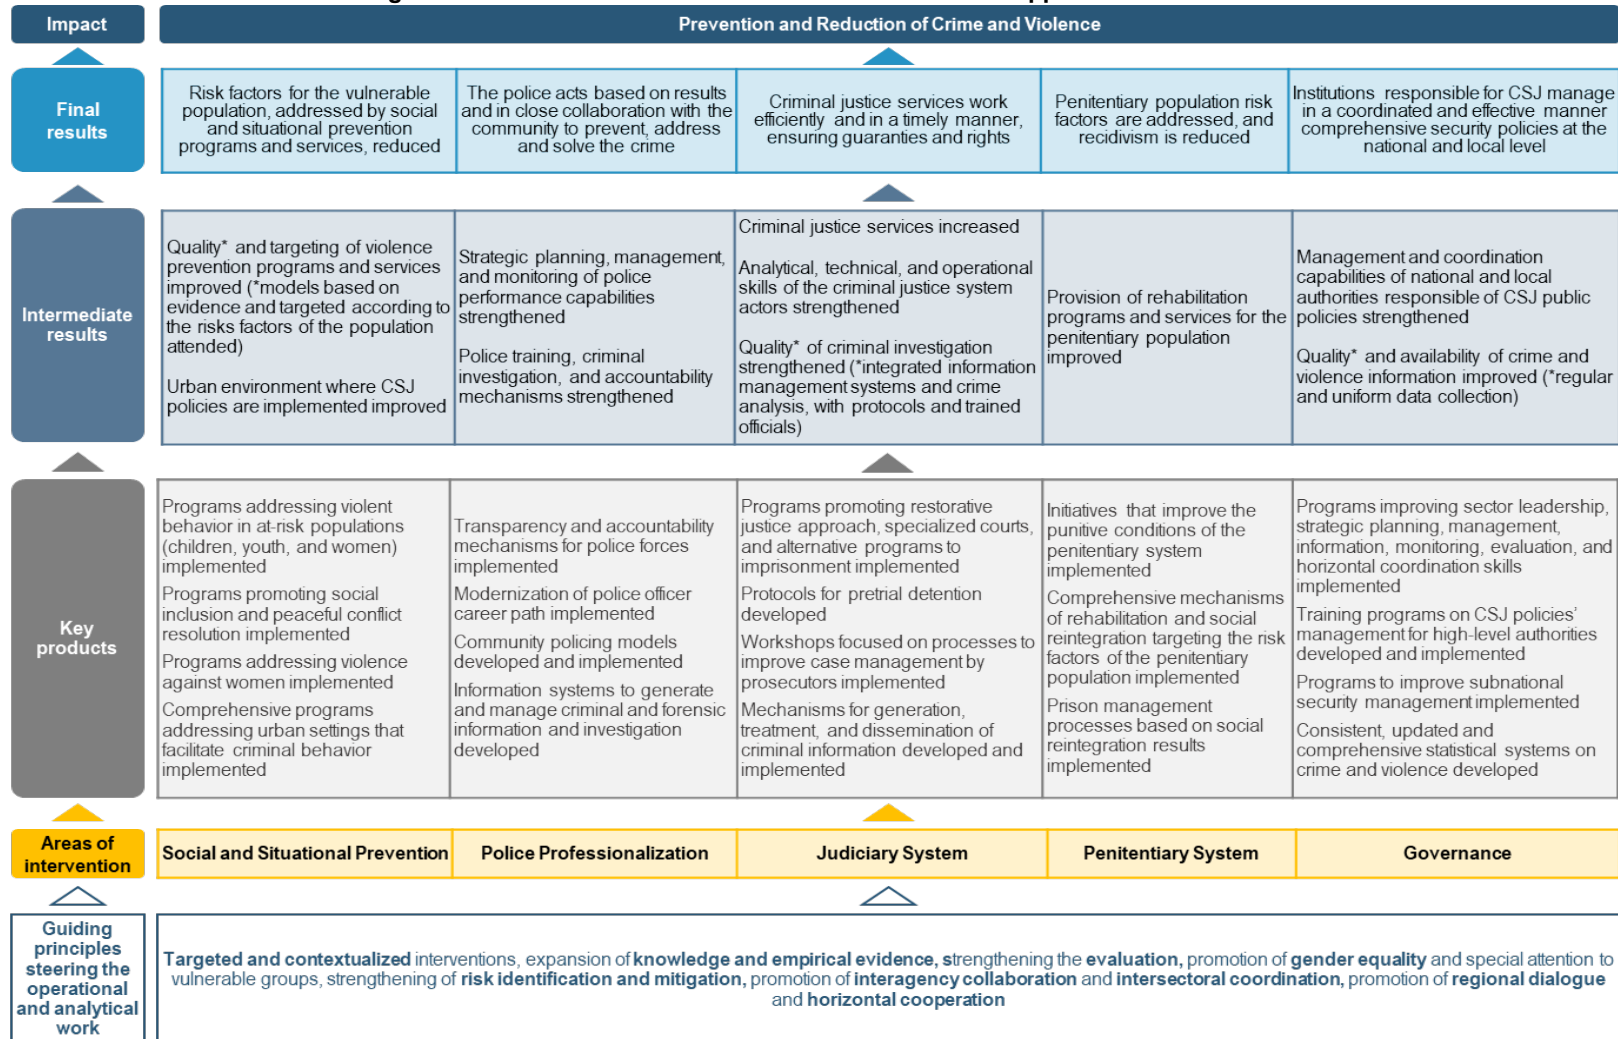 Impact
Prevention and Reduction of Crime and Violence
Final
results
Risk factors for the vulnerable
population, addressed by social
and situational prevention
programs and services, reduced
The police acts based on results
and in close collaboration with the
community to prevent, address
and solve the crime
Criminal justice services work
efficiently and in a timely manner,
ensuring guaranties and rights
Penitentiary population risk
factors are addressed, and
recidivism is reduced
Institutions responsible for CSJ manage
in a coordinated and effective manner
comprehensive security policies at the
national and local level
Intermediate
results
Quality* and targeting of violence
prevention programs and services
improved (*models based on
evidence and targeted according to
the risks factors of the population
attended)
Urban environment where CSJ
policies are implemented improved
Strategic planning, management,
and monitoring of police
performance capabilities
strengthened
Police training, criminal
investigation, and accountability
mechanisms strengthened
Criminal justice services increased
Analytical, technical, and operational
skills of the criminal justice system
actors strengthened
Quality* of criminal investigation
strengthened (*integrated information
management systems and crime
analysis, with protocols and trained
officials)
Provision of rehabilitation
programs and services for the
penitentiary population
improved
Management and coordination
capabilities of national and local
authorities responsible of CSJ public
policies strengthened
Quality* and availability of crime and
violence information improved (*regular
and uniform data collection)
Key
products
Programs addressing violent
behavior in at-risk populations
(children, youth, and women)
implemented
Programs promoting social
inclusion and peaceful conflict
resolution implemented
Programs addressing violence
against women implemented
Comprehensive programs
addressing urban settings that
facilitate criminal behavior
implemented
Transparency and accountability
mechanisms for police forces
implemented
Modernization of police officer
career path implemented
Community policing models
developed and implemented
Information systems to generate
and manage criminal and forensic
information and investigation
developed
Programs promoting restorative
justice approach, specialized courts,
and alternative programs to
imprisonment implemented
Protocols for pretrial detention
developed
Workshops focused on processes to
improve case management by
prosecutors implemented
Mechanisms for generation,
treatment, and dissemination of
criminal information developed and
implemented
Initiatives that improve the
punitive conditions of the
penitentiary system
implemented
Comprehensive mechanisms
of rehabilitation and social
reintegration targeting the risk
factors of the penitentiary
population implemented
Prison management
processes based on social
reintegration results
implemented
Programs improving sector leadership,
strategic planning, management,
information, monitoring, evaluation, and
horizontal coordination skills
implemented
Training programs on CSJ policies'
management for high-level authorities
developed and implemented
Programs to improve subnational
security management implemented
Consistent, updated and
comprehensive statistical systems on
crime and violence developed
Areas of
intervention
Social and Situational Prevention
Police Professionalization
Judiciary System
Penitentiary System
Governance
Guiding
principles
steering the
operational
and analytical
work
Targeted and contextualized interventions, expansion of knowledge and empirical evidence, strengthening the evaluation, promotion of gender equality and special attention to
vulnerable groups, strengthening of risk identification and mitigation, promotion of interagency collaboration and intersectoral coordination, promotion of regional dialogue
and horizontal cooperation